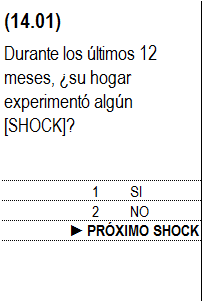 (14.01)
Durante los últimos 12
meses, ¿su hogar
experimentó algún
[SHOCK]?
1 SI
2 NO
► PRÓXIMO SHOCK